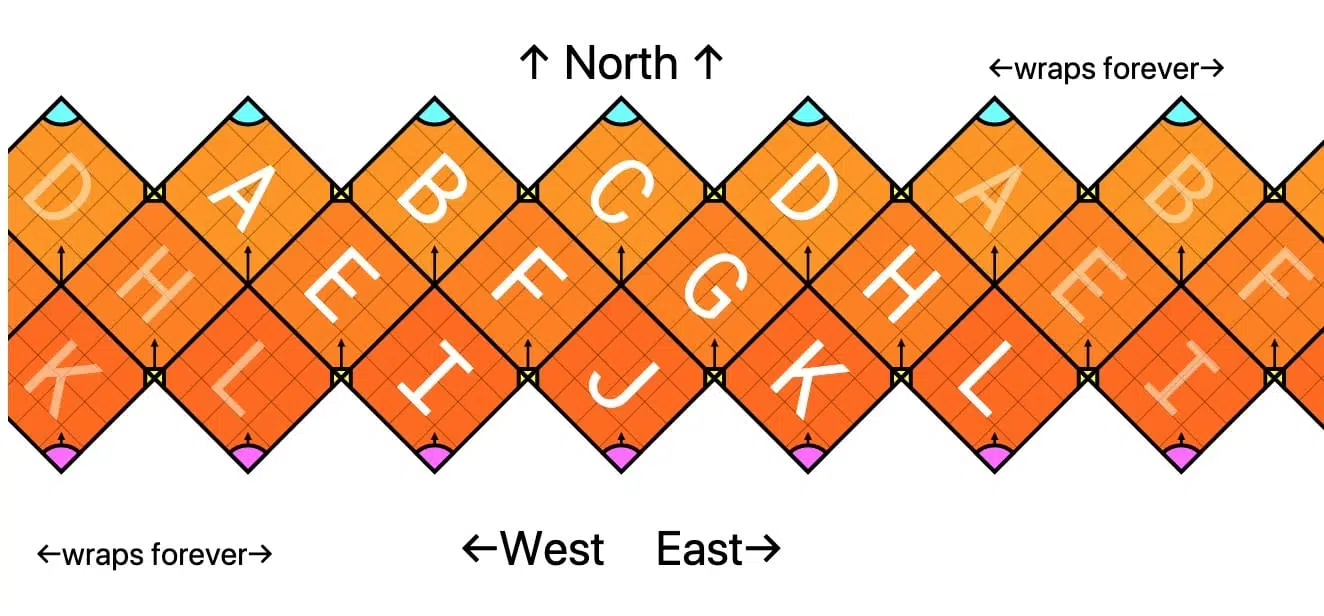 ↑ North ↑
←wraps forever→
D A B C D A B
H E F G H E F
K L I J K L I
←wraps forever→
←West East→